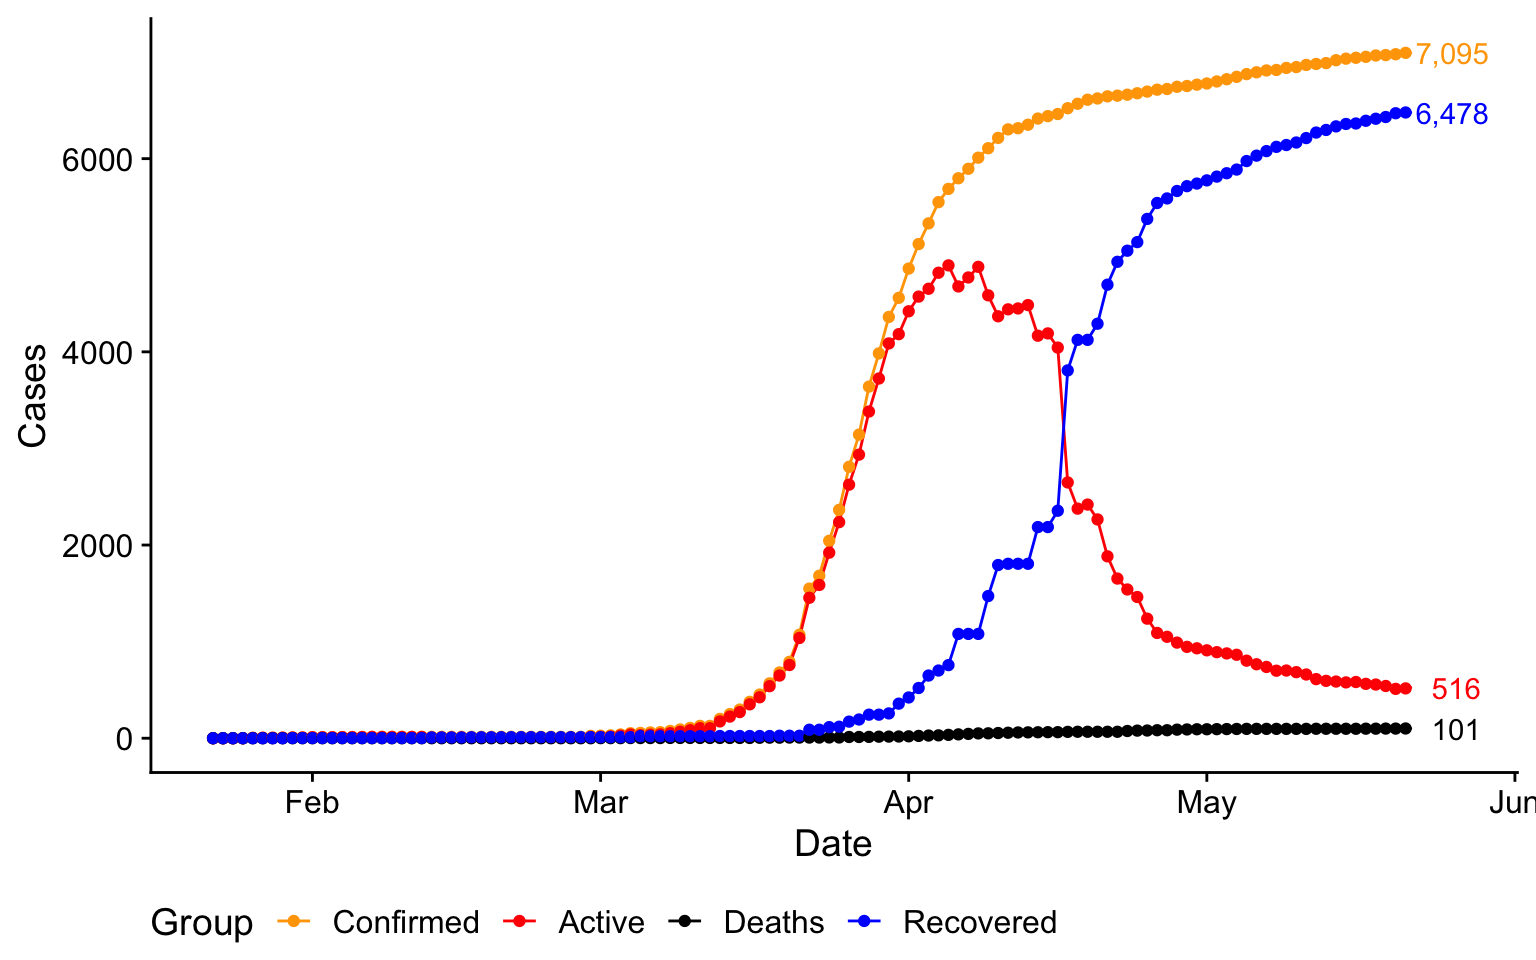 7,095
6,478
6000
4000
2000
0
516
101
Cases
Feb Mar Apr May Jun
Date
Group Confirmed Active Deaths Recovered